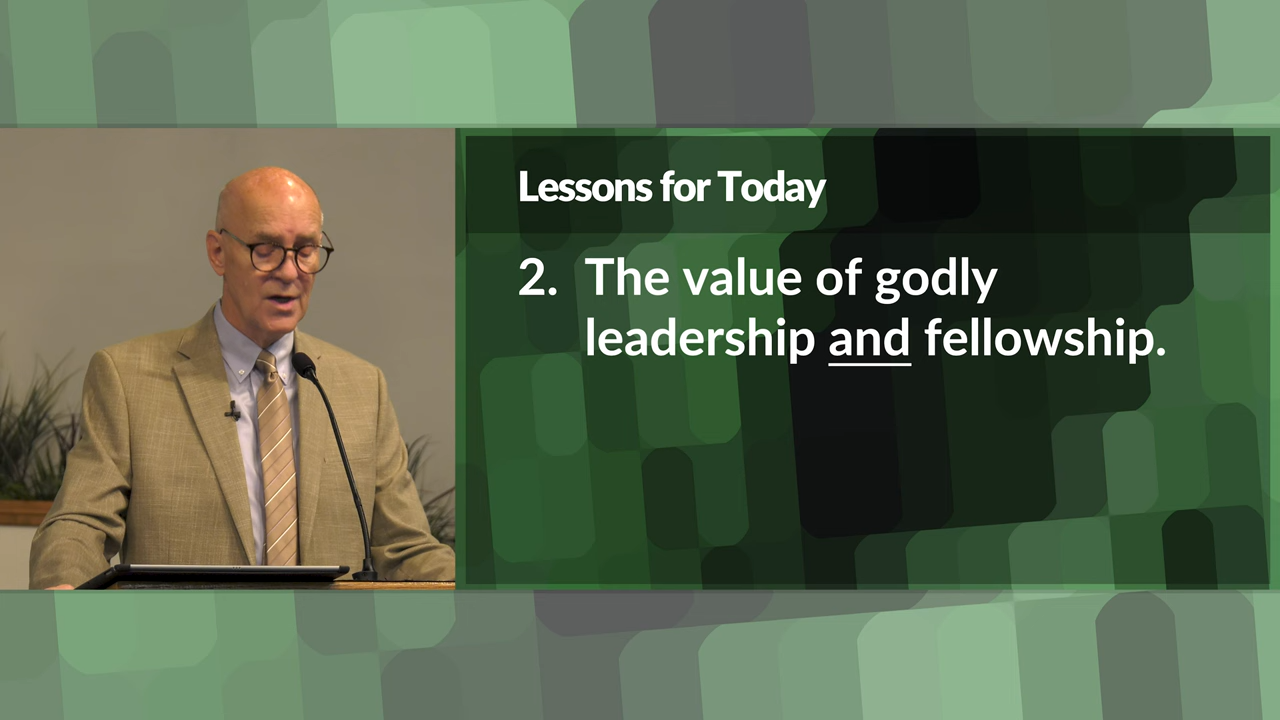 Lessons for Today
2. The value of godly
leadership and fellowship.